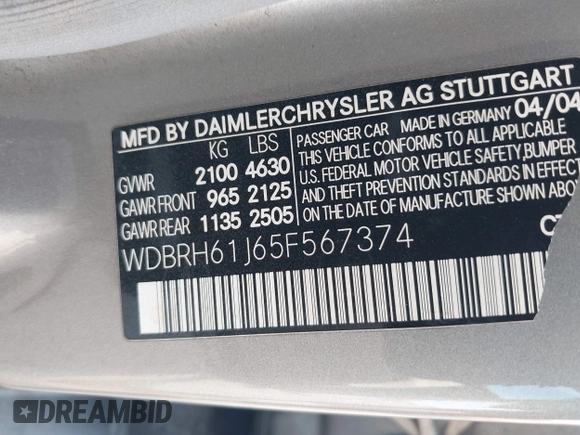 MFD BY DAIMLERCHRYSLER AG STUTTGART
KG LBS
GVWR 2100 4630
GAWR FRONT 965 2125
GAWR REAR 1135 2505
PASSENGER CAR MADE IN GERMANY 04/04
THIS VEHICLE CONFORMS TO ALL APPLICABLE
U.S. FEDERAL MOTOR VEHICLE SAFETY, BUMPER
AND THEFT PREVENTION STANDARDS IN EFFECT
ON THE DATE OF MANUFACTURE SHOWN
WDBRH61J65F567374
DREAMBID